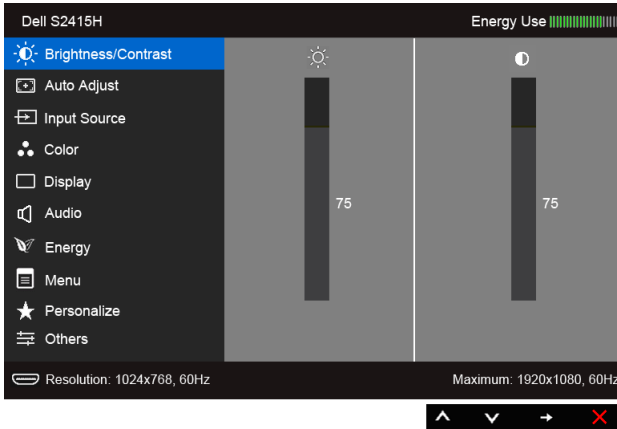 Dell S2415H
Energy Use
Brightness/Contrast
Auto Adjust
Input Source
Color
Display
Audio
Energy
Menu
Personalize
Others
75
75
Resolution: 1024x768, 60Hz
Maximum: 1920x1080, 60Hz